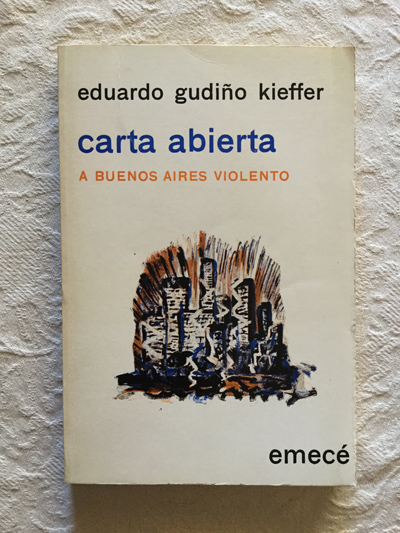 eduardo gudiño kieffer
carta abierta
A BUENOS AIRES VIOLENTO
emecé